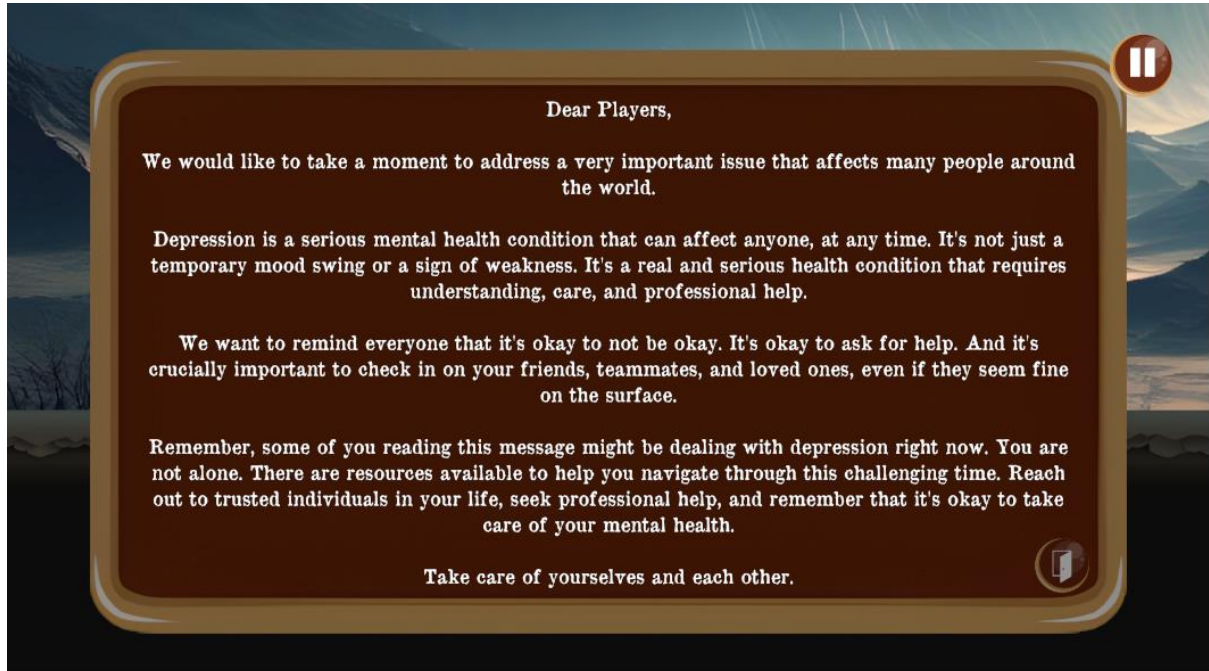 Dear Players,
We would like to take a moment to address a very important issue that affects many people around
the world.
Depression is a serious mental health condition that can affect anyone, at any time. It's not just a
temporary mood swing or a sign of weakness. It's a real and serious health condition that requires
understanding, care, and professional help.
We want to remind everyone that it's okay to not be okay. It's okay to ask for help. And it's
crucially important to check in on your friends, teammates, and loved ones, even if they seem fine
on the surface.
Remember, some of you reading this message might be dealing with depression right now. You are
not alone. There are resources available to help you navigate through this challenging time. Reach
out to trusted individuals in your life, seek professional help, and remember that it's okay to take
care of your mental health.
Take care of yourselves and each other.